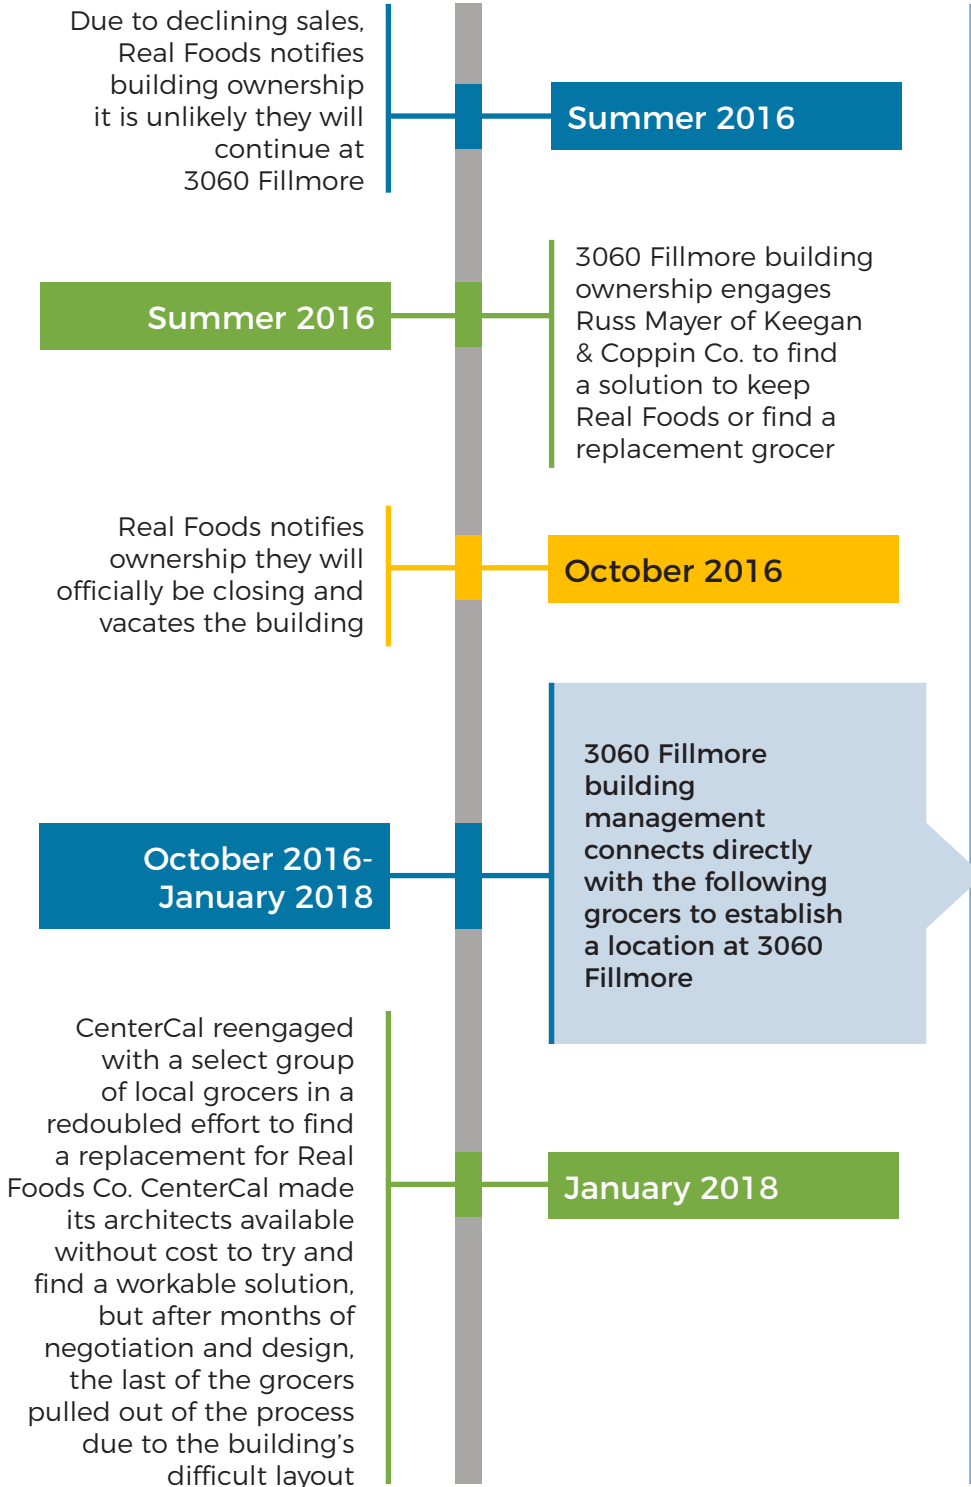 Due to declining sales,
Real Foods notifies
building ownership
it is unlikely they will
continue at
3060 Fillmore
Summer 2016
Summer 2016
3060 Fillmore building
ownership engages
Russ Mayer of Keegan
& Coppin Co. to find
a solution to keep
Real Foods or find a
replacement grocer
Real Foods notifies
ownership they will
officially be closing and
vacates the building
October 2016
October 2016-
January 2018
3060 Fillmore
building
management
connects directly
with the following
grocers to establish
a location at 3060
Fillmore
CenterCal reengaged
with a select group
of local grocers in a
redoubled effort to find
a replacement for Real
Foods Co. CenterCal made
its architects available
without cost to try and
find a workable solution,
but after months of
negotiation and design,
the last of the grocers
pulled out of the process
due to the building’s
difficult layout
January 2018